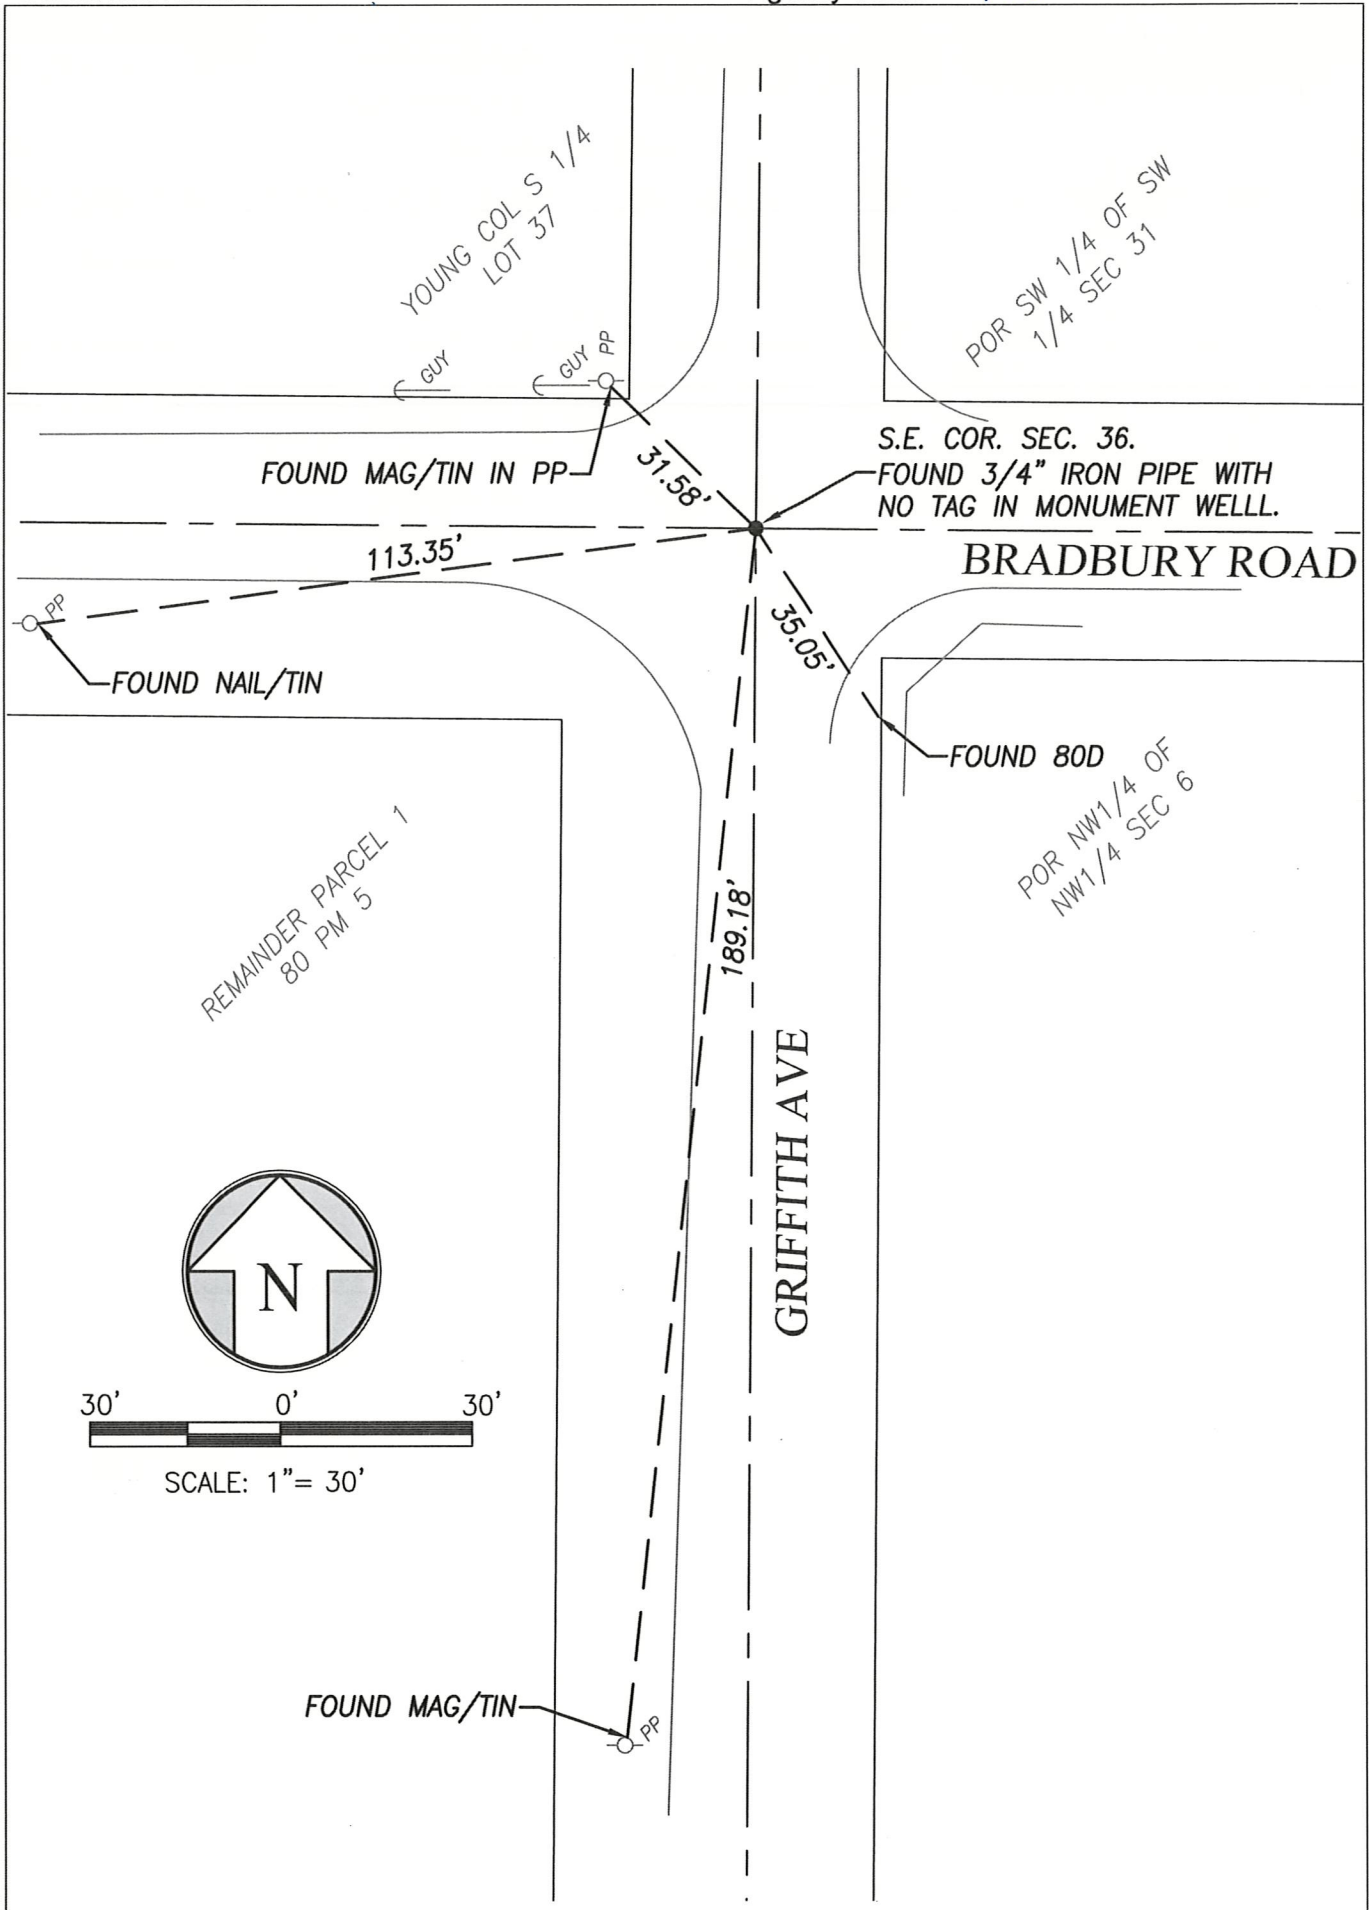 YOUNG COL S 1/4
LOT 37
POR SW 1/4 OF SW
1/4 SEC 31
GUY
GUY
PP
FOUND MAG/TIN IN PP
31.58'
S.E. COR. SEC. 36.
FOUND 3/4" IRON PIPE WITH
NO TAG IN MONUMENT WELLL.
113.35'
BRADBURY ROAD
PP
35.05'
FOUND NAIL/TIN
FOUND 80D
POR NW1/4 OF
NW1/4 SEC 6
REMAINDER PARCEL 1
80 PM 5
189.18'
GRIFFITH AVE
N
30' 0' 30'
SCALE: 1"= 30'
FOUND MAG/TIN
PP